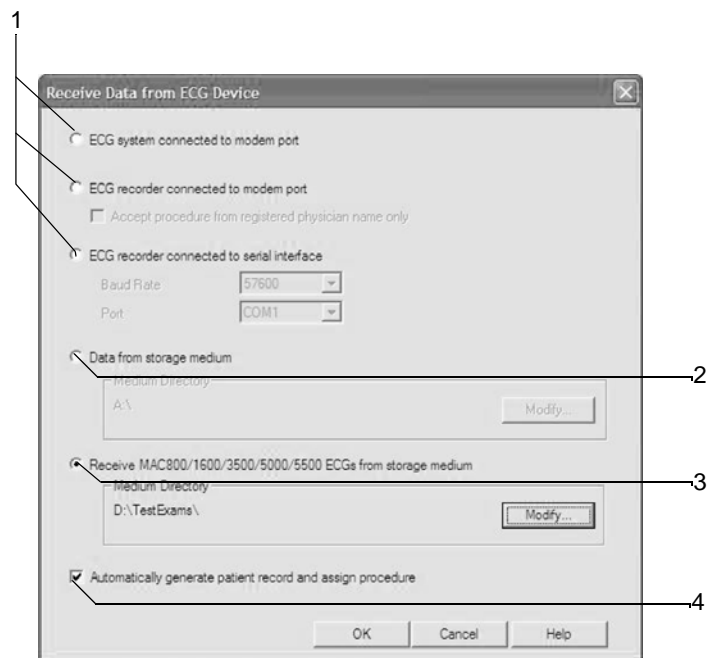 1
Receive Data from ECG Device
ECG system connected to modem port
ECG recorder connected to modem port
Accept procedure from registered physician name only
ECG recorder connected to serial interface
Baud Rate 57600
Port COM1
Data from storage medium
2
Medium Directory
A:\
Modify...
Receive MAC800/1600/3500/5000/5500 ECGs from storage medium
3
Medium Directory
D:\TestExams\
Modify...
Automatically generate patient record and assign procedure
4
OK Cancel Help